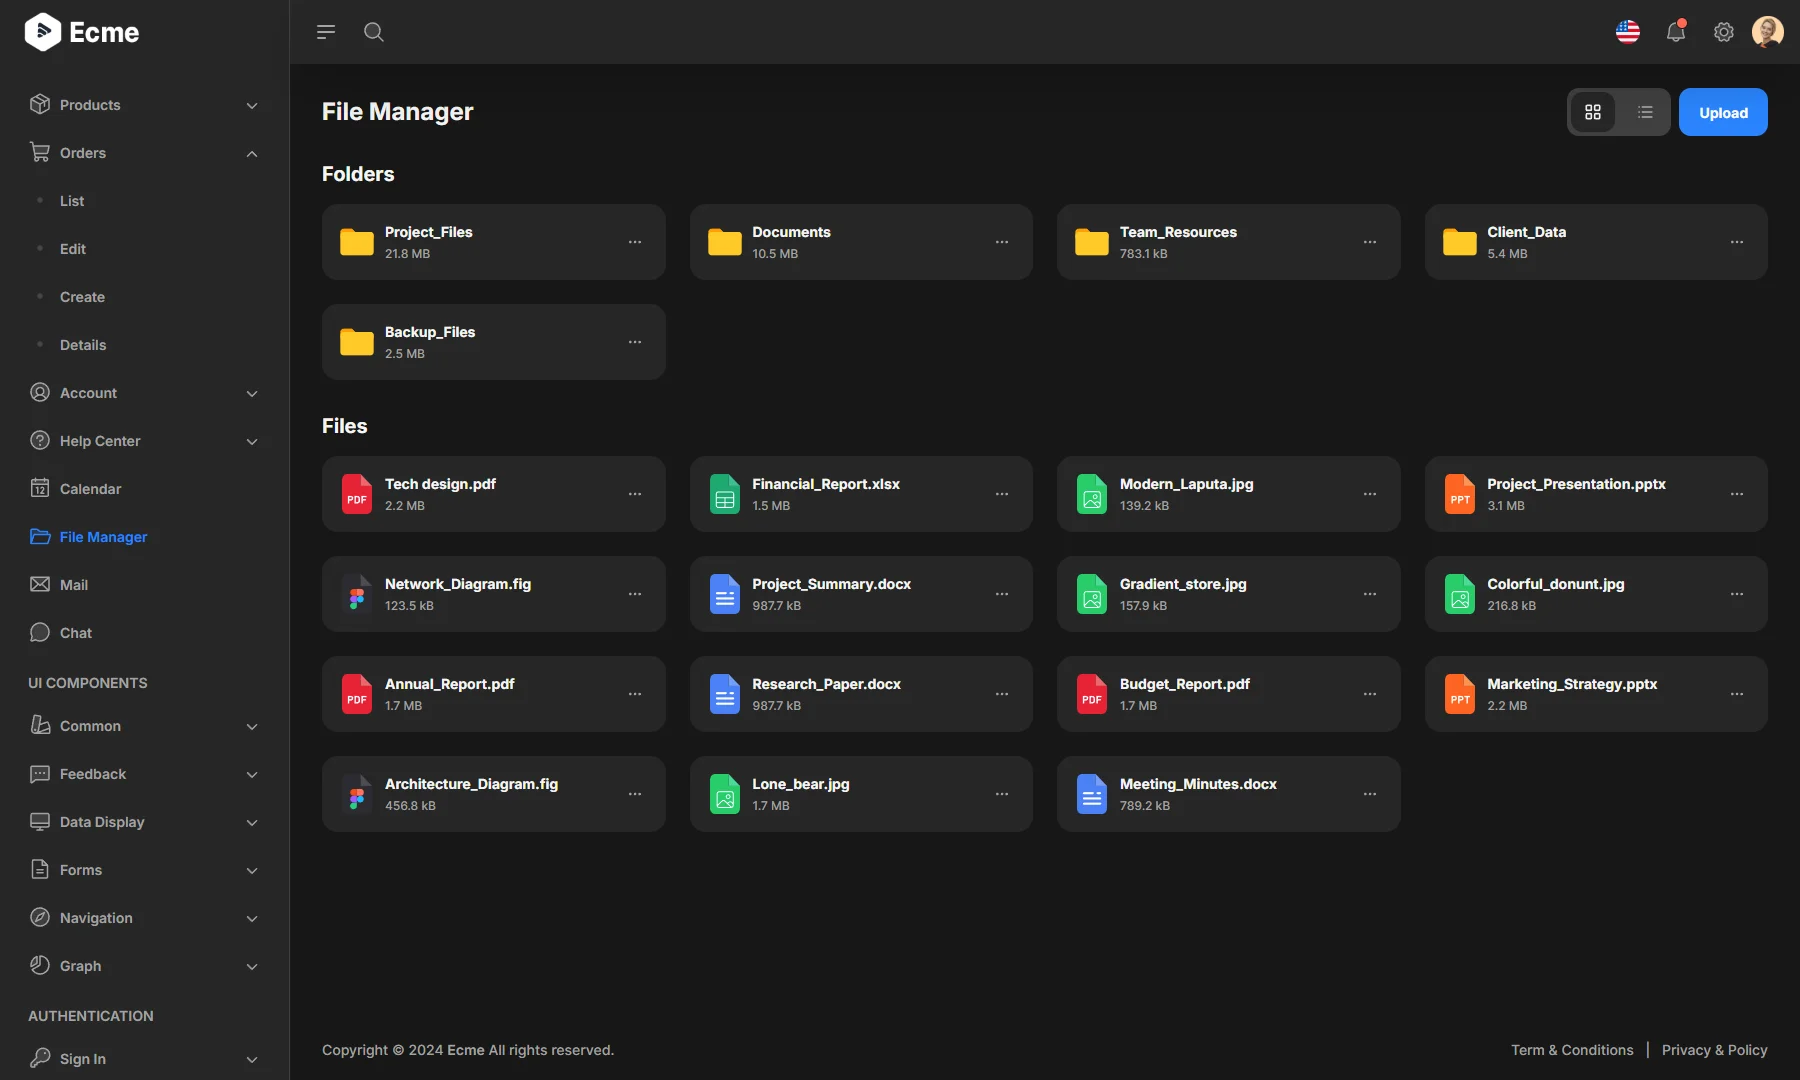 Ecme
Products
Orders
List
Edit
Create
Details
Account
Help Center
12
Calendar
File Manager
Mail
Chat
UI COMPONENTS
Common
Feedback
Data Display
Forms
Navigation
Graph
AUTHENTICATION
Sign In
File Manager
Upload
Folders
Project_Files
21.8 MB
Documents
10.5 MB
Team_Resources
783.1 kB
Client_Data
5.4 MB
Backup_Files
2.5 MB
Files
PDF
Tech design.pdf
2.2 MB
Financial_Report.xlsx
1.5 MB
Modern_Laputa.jpg
139.2 kB
PPT
Project_Presentation.pptx
3.1 MB
Network_Diagram.fig
123.5 kB
Project_Summary.docx
987.7 kB
Gradient_store.jpg
157.9 kB
Colorful_donunt.jpg
216.8 kB
PDF
Annual_Report.pdf
1.7 MB
Research_Paper.docx
987.7 kB
PDF
Budget_Report.pdf
1.7 MB
PPT
Marketing_Strategy.pptx
2.2 MB
Architecture_Diagram.fig
456.8 kB
Lone_bear.jpg
1.7 MB
Meeting_Minutes.docx
789.2 kB
Copyright © 2024 Ecme All rights reserved.
Term & Conditions | Privacy & Policy